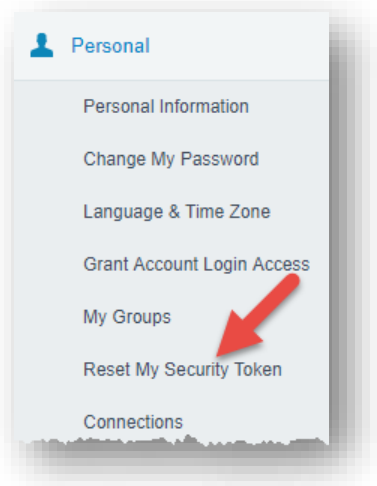 Personal
Personal Information
Change My Password
Language & Time Zone
Grant Account Login Access
My Groups
Reset My Security Token
Connections